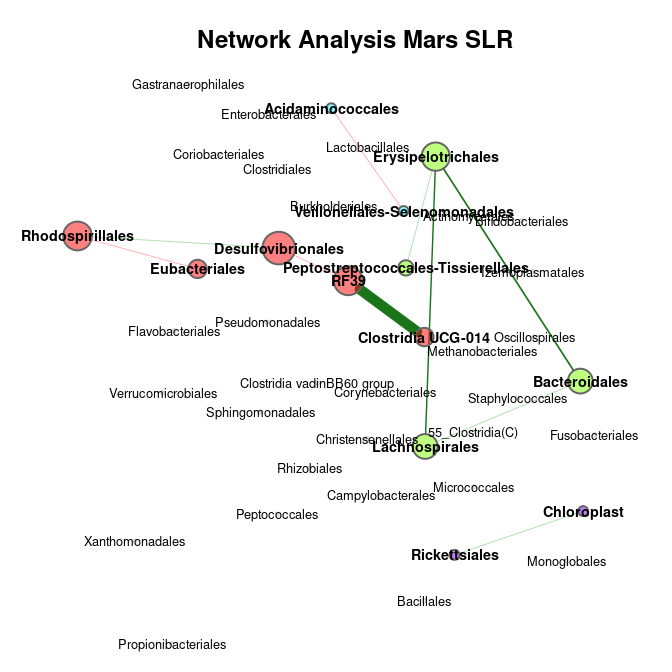 Network Analysis Mars SLR
Gastranaerophilales
Acidaminococcales
Enterobacterales
Lactobacillales
Coriobacteriales
Erysipelotrichales
Clostridiales
Burkholderiales
Veillonellales-Selenomonadales
Actinomycetales
Bifidobacteriales
Rhodospirillales
Desulfovibrionales
Eubacteriales
Peptostreptococcales-Tissierellales
Izemoplasmatales
RF39
Pseudomonadales
Flavobacteriales
Clostridia UCG-014
Oscillospirales
Methanobacteriales
Clostridia vadinBB60 group
Bacteroidales
Verrucomicrobiales
Corynebacteriales
Staphylococcales
Sphingomonadales
55_Clostridia(C)
Fusobacteriales
Christensenellales
Lachnospirales
Rhizobiales
Micrococcales
Campylobacterales
Peptococcales
Chloroplast
Xanthomonadales
Rickettsiales
Monoglobales
Bacillales
Propionibacteriales